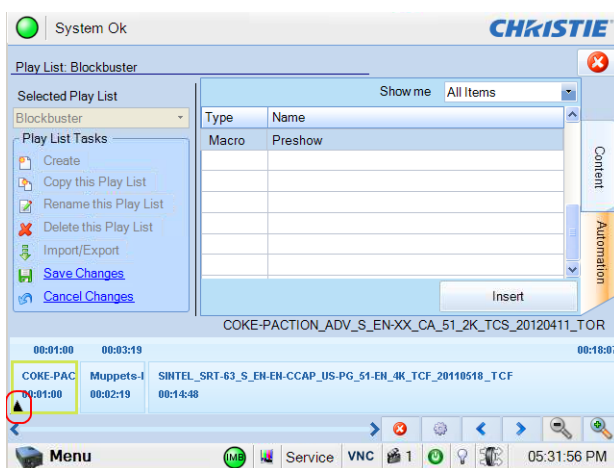 System Ok
CHRISTIE
Play List: Blockbuster
Selected Play List
Blockbuster
Play List Tasks
Create
Copy this Play List
Rename this Play List
Delete this Play List
Import/Export
Save Changes
Cancel Changes
Show me All Items
Type Name
Macro Preshow
Insert
Content
Automation
COKE-PACTION_ADV_S_EN-XX_CA_51_2K_TCS_20120411_TOR
00:01:00 00:03:19 00:18:07
COKE-PAC Muppets-I SINTEL_SRT-63_S_EN-EN-CCAP_US-PG_51-EN_4K_TCF_20110518_TCF
00:01:00 00:02:19 00:14:48
Menu IMB Service VNC 1 05:31:56 PM